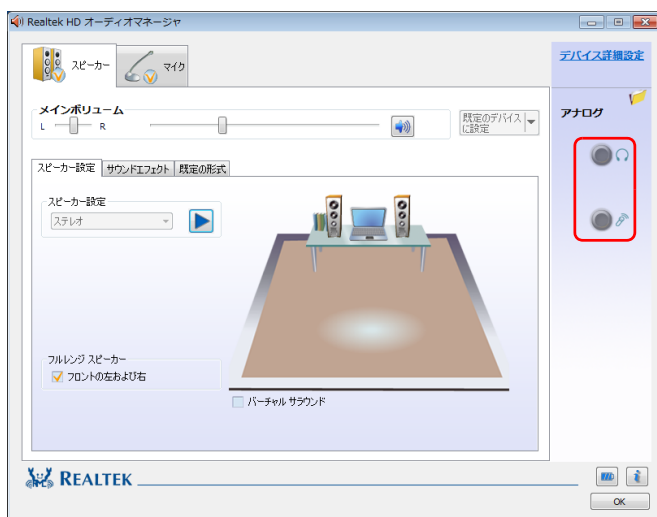 Realtek HD オーディオマネージャ
スピーカー
マイク
デバイス詳細設定
メインボリューム
L
R
既定のデバイス
に設定
アナログ
スピーカー設定
サウンドエフェクト
既定の形式
スピーカー設定
ステレオ
フルレンジ スピーカー
フロントの左および右
バーチャル サラウンド
REALTEK
OK